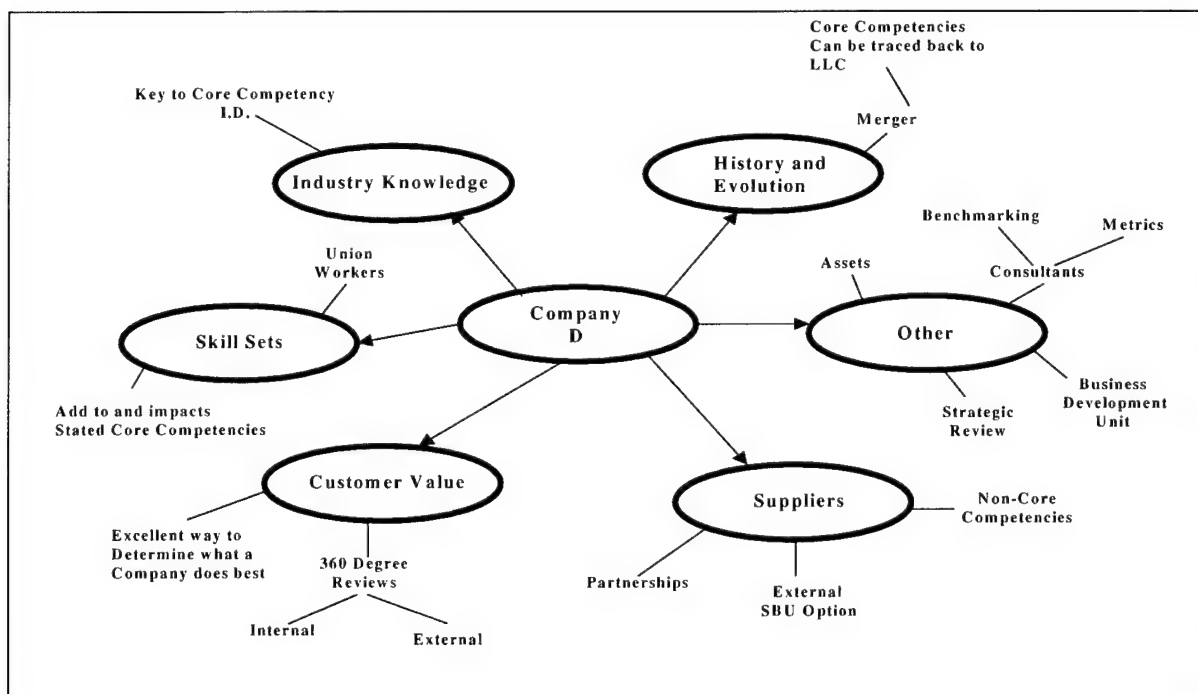 Core Competencies
Can be traced back to
LLC
Key to Core Competency
I.D.
Merger
Industry Knowledge
History and
Evolution
Benchmarking
Metrics
Union
Workers
Assets
Consultants
Company
D
Skill Sets
Other
Add to and impacts
Stated Core Competencies
Strategic
Review
Business
Development
Unit
Customer Value
Suppliers
Non-Core
Competencies
Excellent way to
Determine what a
Company does best
360 Degree
Reviews
Partnerships
External
SBU Option
Internal
External